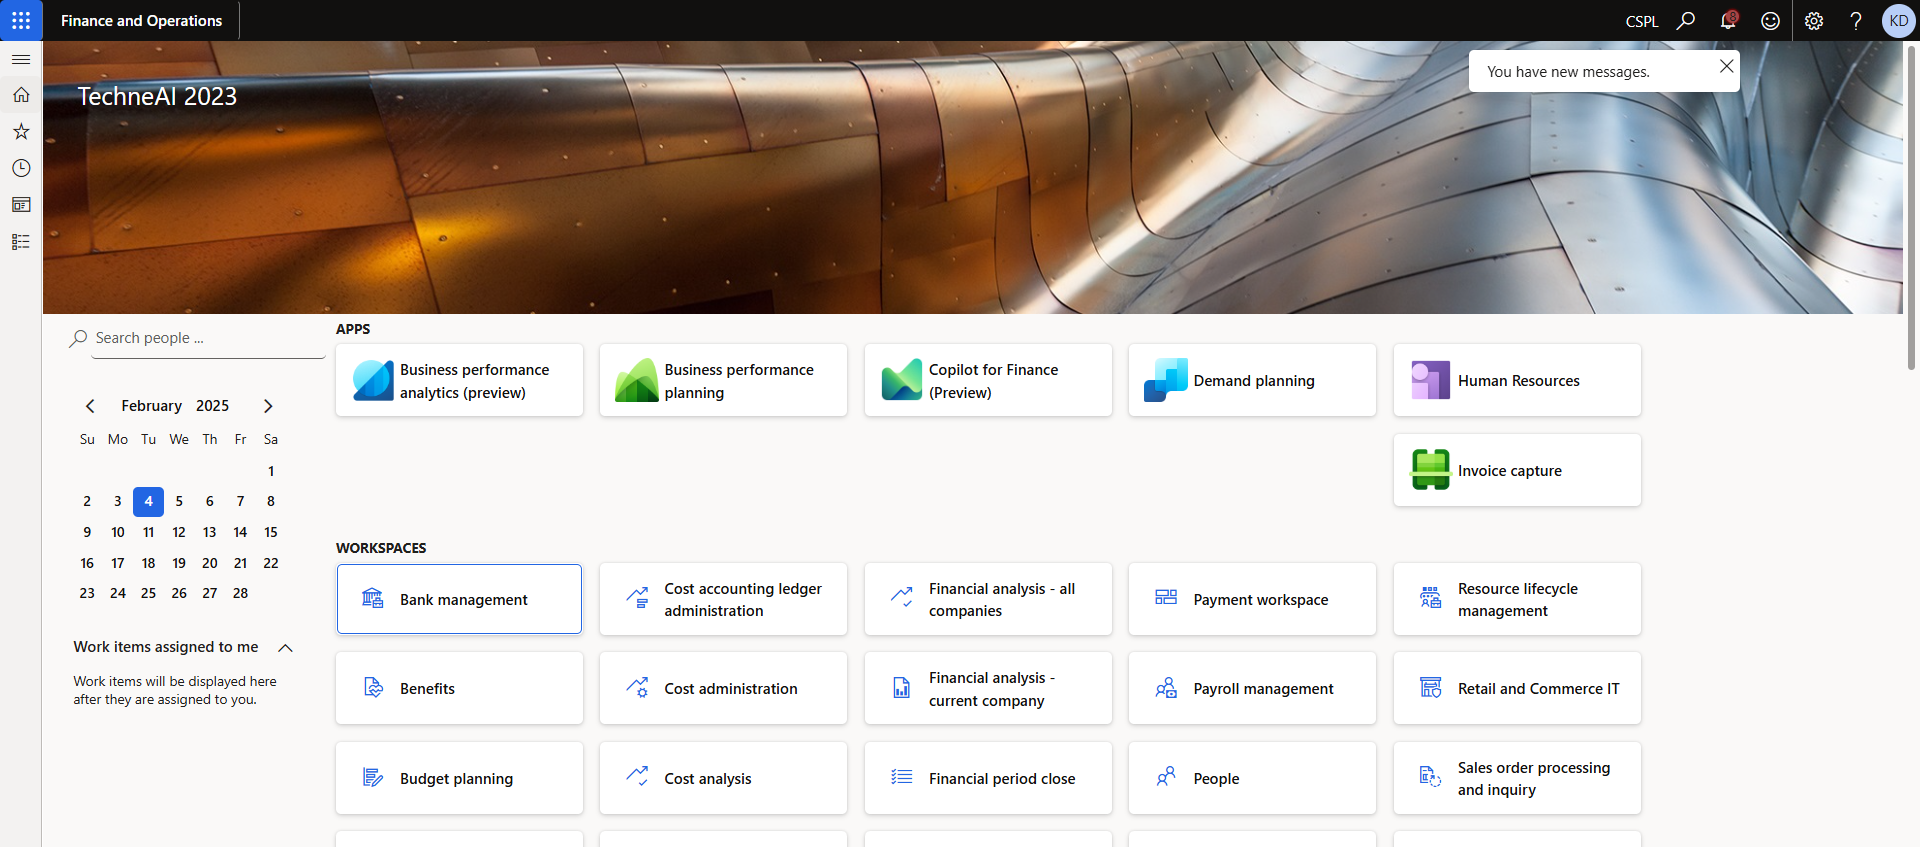 Finance and Operations
CSPL
8
?
KD
You have new messages.
TechneAI 2023
Search people ...
February 2025
Su Mo Tu We Th Fr Sa
1
2 3 4 5 6 7 8
9 10 11 12 13 14 15
16 17 18 19 20 21 22
23 24 25 26 27 28
Work items assigned to me
Work items will be displayed here
after they are assigned to you.
APPS
Business performance
analytics (preview)
Business performance
planning
Copilot for Finance
(Preview)
Demand planning
Human Resources
Invoice capture
WORKSPACES
Bank management
Cost accounting ledger
administration
Financial analysis - all
companies
Payment workspace
Resource lifecycle
management
Benefits
Cost administration
Financial analysis -
current company
Payroll management
Retail and Commerce IT
Budget planning
Cost analysis
Financial period close
People
Sales order processing
and inquiry